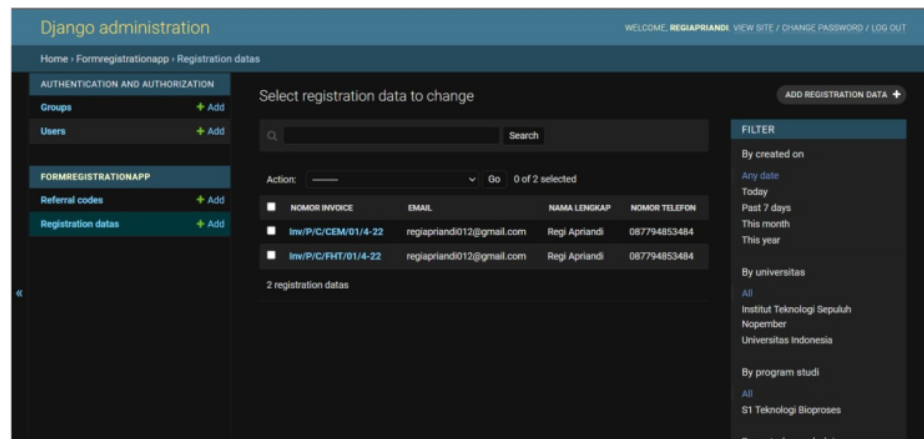 Django administration
WELCOME, REGIAPRIANDI. VIEW SITE / CHANGE PASSWORD / LOG OUT
Home › Formregistrationapp › Registration datas
AUTHENTICATION AND AUTHORIZATION
Groups + Add
Users + Add
FORMREGISTRATIONAPP
Referral codes + Add
Registration datas + Add
«
Select registration data to change
ADD REGISTRATION DATA +
Search
Action: --------- Go 0 of 2 selected
NOMOR INVOICE EMAIL NAMA LENGKAP NOMOR TELEFON
Inv/P/C/CEM/01/4-22 regiapriandi012@gmail.com Regi Apriandi 087794853484
Inv/P/C/FHT/01/4-22 regiapriandi012@gmail.com Regi Apriandi 087794853484
2 registration datas
FILTER
By created on
Any date
Today
Past 7 days
This month
This year
By universitas
All
Institut Teknologi Sepuluh
Nopember
Universitas Indonesia
By program studi
All
S1 Teknologi Bioproses